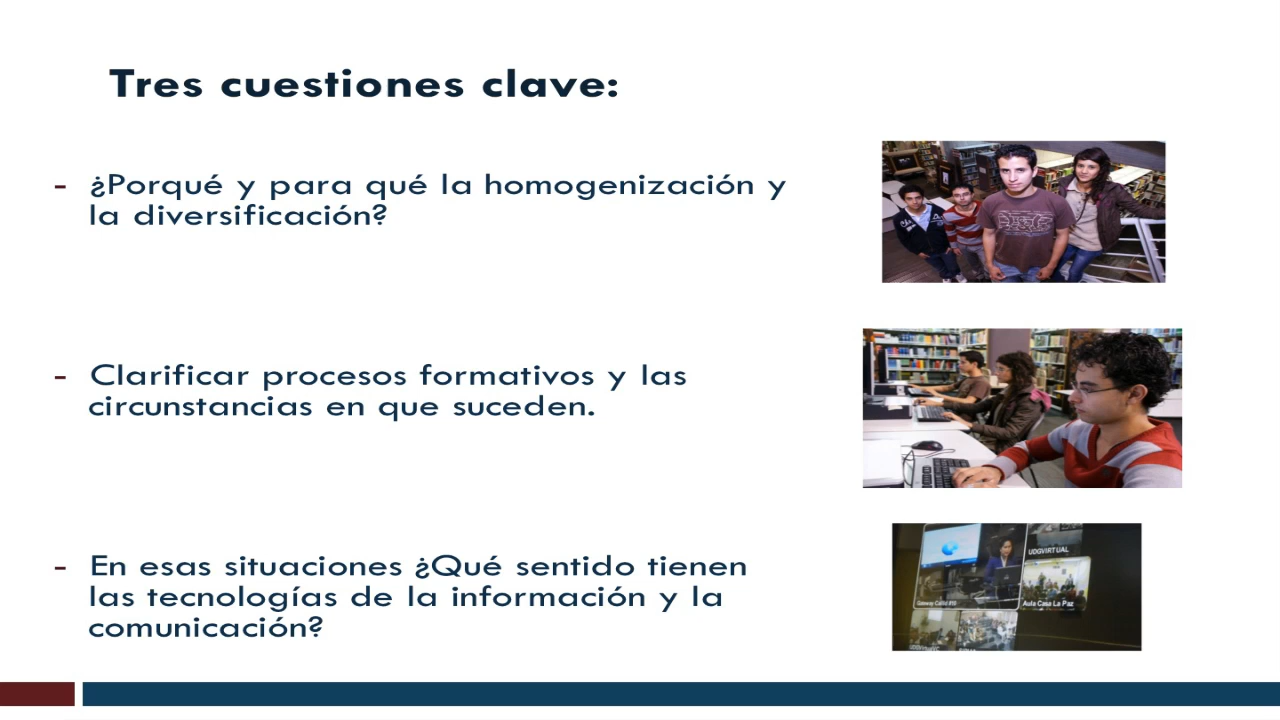 Tres cuestiones clave:
- ¿Porqué y para qué la homogenización y
la diversificación?
- Clarificar procesos formativos y las
circunstancias en que suceden.
- En esas situaciones ¿Qué sentido tienen
las tecnologías de la información y la
comunicación?
UDGVIRTUAL
Aula Casa La Paz